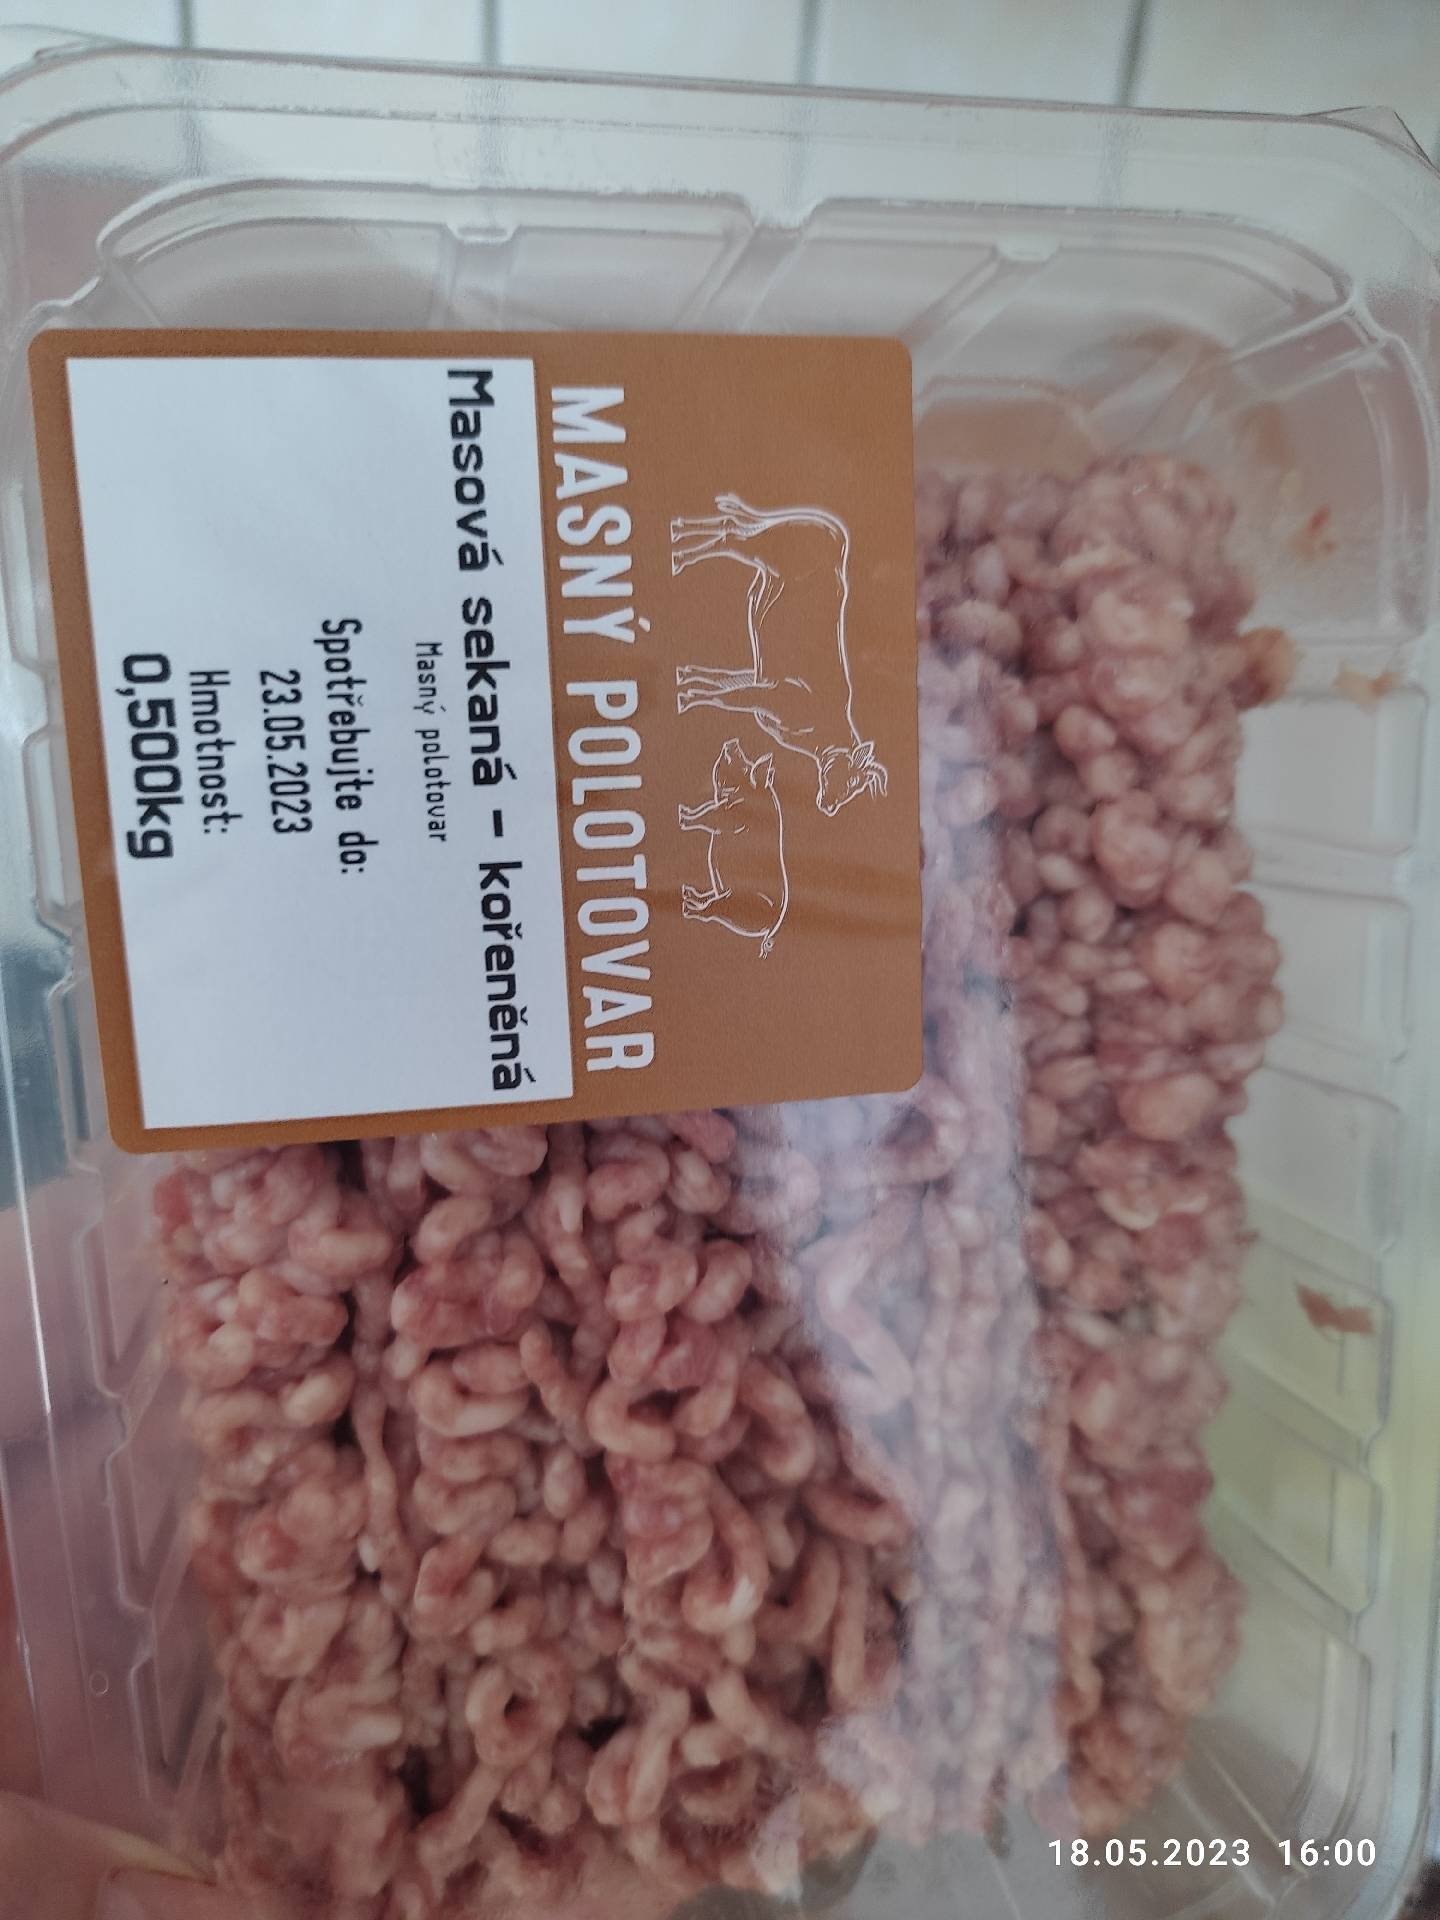 MASNÝ POLOTOVAR
Masová sekaná - kořeněná
Masný polotovar
Spotřebujte do:
23.05.2023
Hmotnost:
0,500kg
18.05.2023 16:00